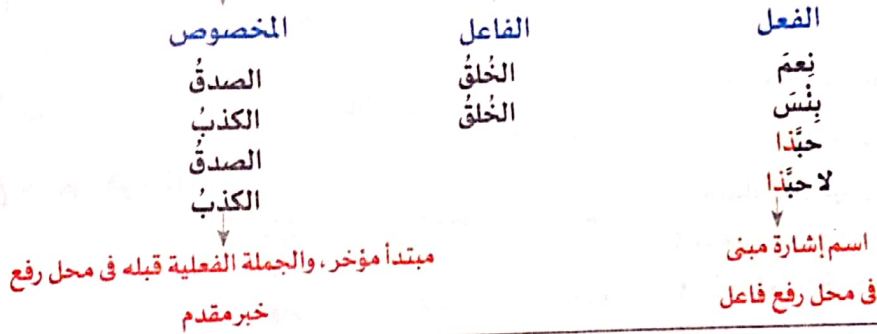 الفعل الفاعل المخصوص
نِعمَ الخُلقُ الصدقُ
بِئْسَ الخُلقُ الكذبُ
حبَّذا الصدقُ
لا حبَّذا الكذبُ
اسم إشارة مبنى
فى محل رفع فاعل
مبتدأ مؤخر، والجملة الفعلية قبله فى محل رفع
خبر مقدم